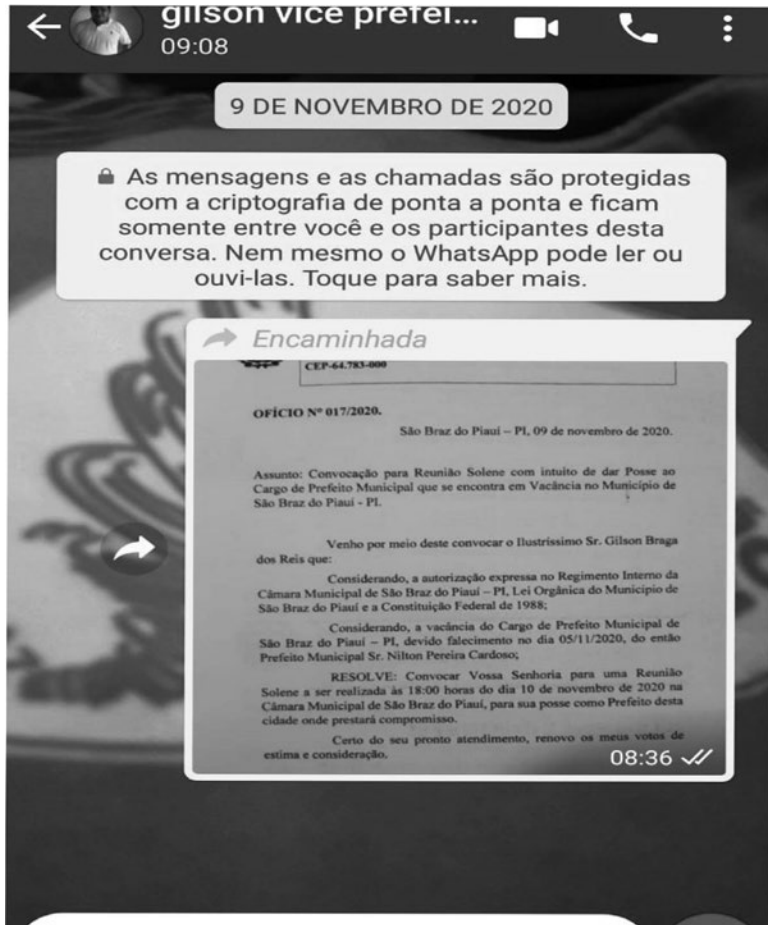 gilson vice prefei...
09:08
9 DE NOVEMBRO DE 2020
As mensagens e as chamadas são protegidas
com a criptografia de ponta a ponta e ficam
somente entre você e os participantes desta
conversa. Nem mesmo o WhatsApp pode ler ou
ouvi-las. Toque para saber mais.
Encaminhada
CEP-64.783-000
OFÍCIO Nº 017/2020.
São Braz do Piauí – PI, 09 de novembro de 2020.
Assunto: Convocação para Reunião Solene com intuito de dar Posse ao
Cargo de Prefeito Municipal que se encontra em Vacância no Município de
São Braz do Piauí - PI.
Venho por meio deste convocar o Ilustríssimo Sr. Gilson Braga
dos Reis que:
Considerando, a autorização expressa no Regimento Interno da
Câmara Municipal de São Braz do Piauí – PI, Lei Orgânica do Município de
São Braz do Piauí e a Constituição Federal de 1988;
Considerando, a vacância do Cargo de Prefeito Municipal de
São Braz do Piauí – PI, devido falecimento no dia 05/11/2020, do então
Prefeito Municipal Sr. Nilton Pereira Cardoso;
RESOLVE: Convocar Vossa Senhoria para uma Reunião
Solene a ser realizada às 18:00 horas do dia 10 de novembro de 2020 na
Câmara Municipal de São Braz do Piauí, para sua posse como Prefeito desta
cidade onde prestará compromisso.
Certo do seu pronto atendimento, renovo os meus votos de
estima e consideração.
08:36